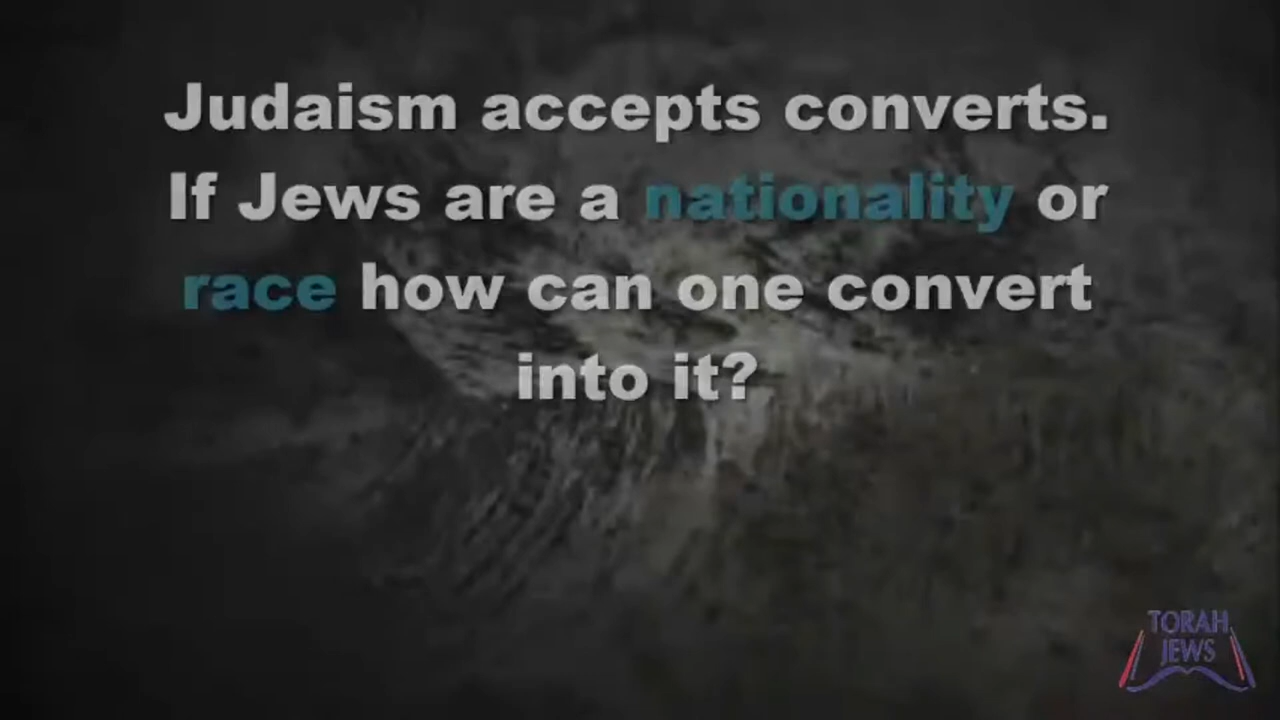 Judaism accepts converts.
If Jews are a nationality or
race how can one convert
into it?
TORAH
JEWS